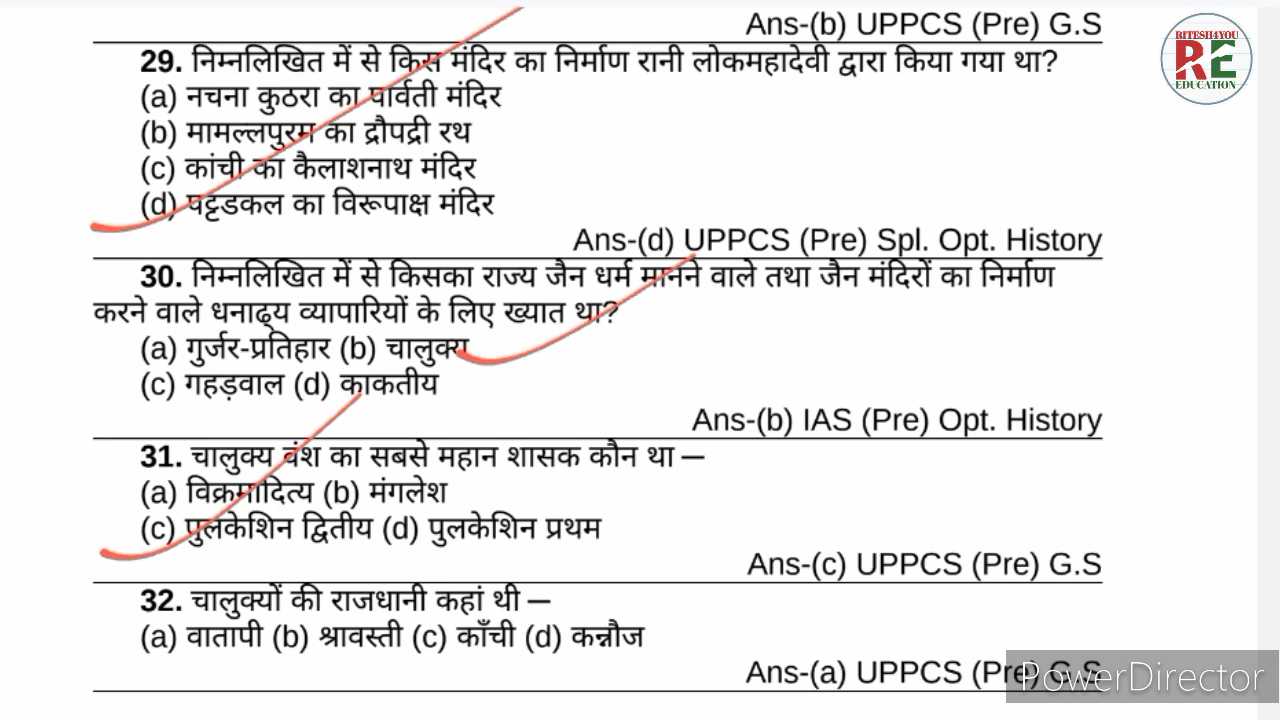 Ans-(b) UPPCS (Pre) G.S
RITESH4YOU
RE
EDUCATION
29. निम्नलिखित में से किस मंदिर का निर्माण रानी लोकमहादेवी द्वारा किया गया था?
(a) नचना कुठरा का पार्वती मंदिर
(b) मामल्लपुरम का द्रौपद्री रथ
(c) कांची का कैलाशनाथ मंदिर
(d) पट्टडकल का विरूपाक्ष मंदिर
Ans-(d) UPPCS (Pre) Spl. Opt. History
30. निम्नलिखित में से किसका राज्य जैन धर्म मानने वाले तथा जैन मंदिरों का निर्माण
करने वाले धनाढ्य व्यापारियों के लिए ख्यात था?
(a) गुर्जर-प्रतिहार (b) चालुक्य
(c) गहड़वाल (d) काकतीय
Ans-(b) IAS (Pre) Opt. History
31. चालुक्य वंश का सबसे महान शासक कौन था —
(a) विक्रमादित्य (b) मंगलेश
(c) पुलकेशिन द्वितीय (d) पुलकेशिन प्रथम
Ans-(c) UPPCS (Pre) G.S
32. चालुक्यों की राजधानी कहां थी —
(a) वातापी (b) श्रावस्ती (c) काँची (d) कन्नौज
Ans-(a) UPPCS (Pre) G.S
PowerDirector